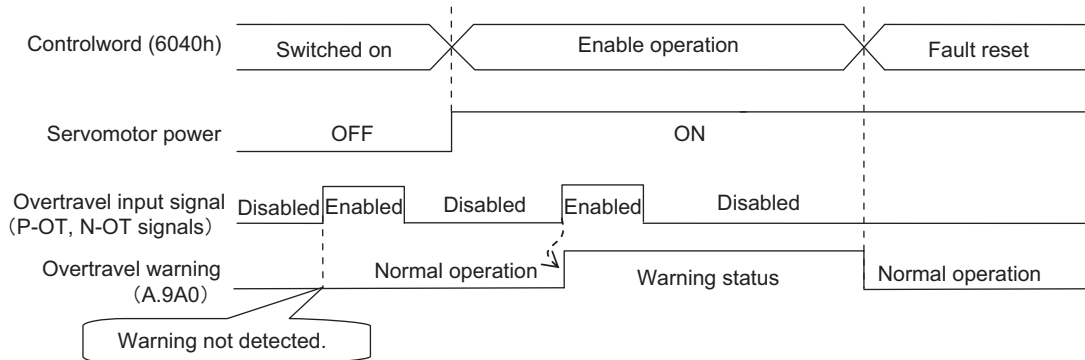 Controlword (6040h) Switched on Enable operation Fault reset
Servomotor power OFF ON
Overtravel input signal
(P-OT, N-OT signals) Disabled Enabled Disabled Enabled Disabled
Overtravel warning
(A.9A0) Normal operation Warning status Normal operation
Warning not detected.